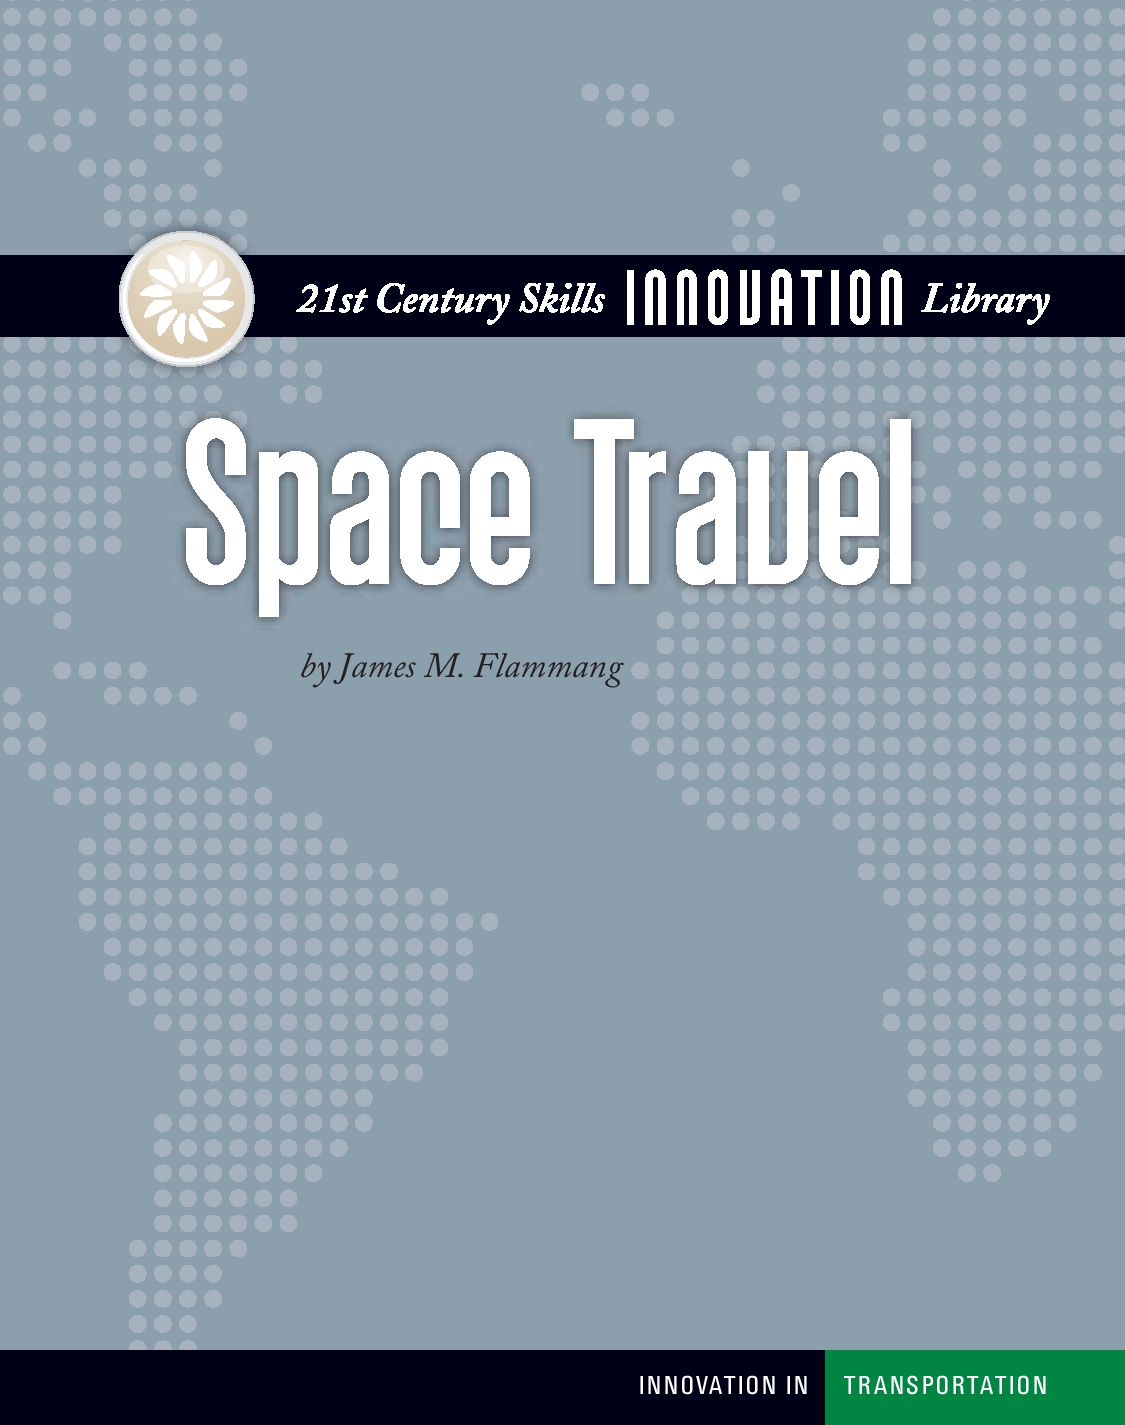 21st Century Skills INNOVATION Library
Space Travel
by James M. Flammang
INNOVATION IN TRANSPORTATION